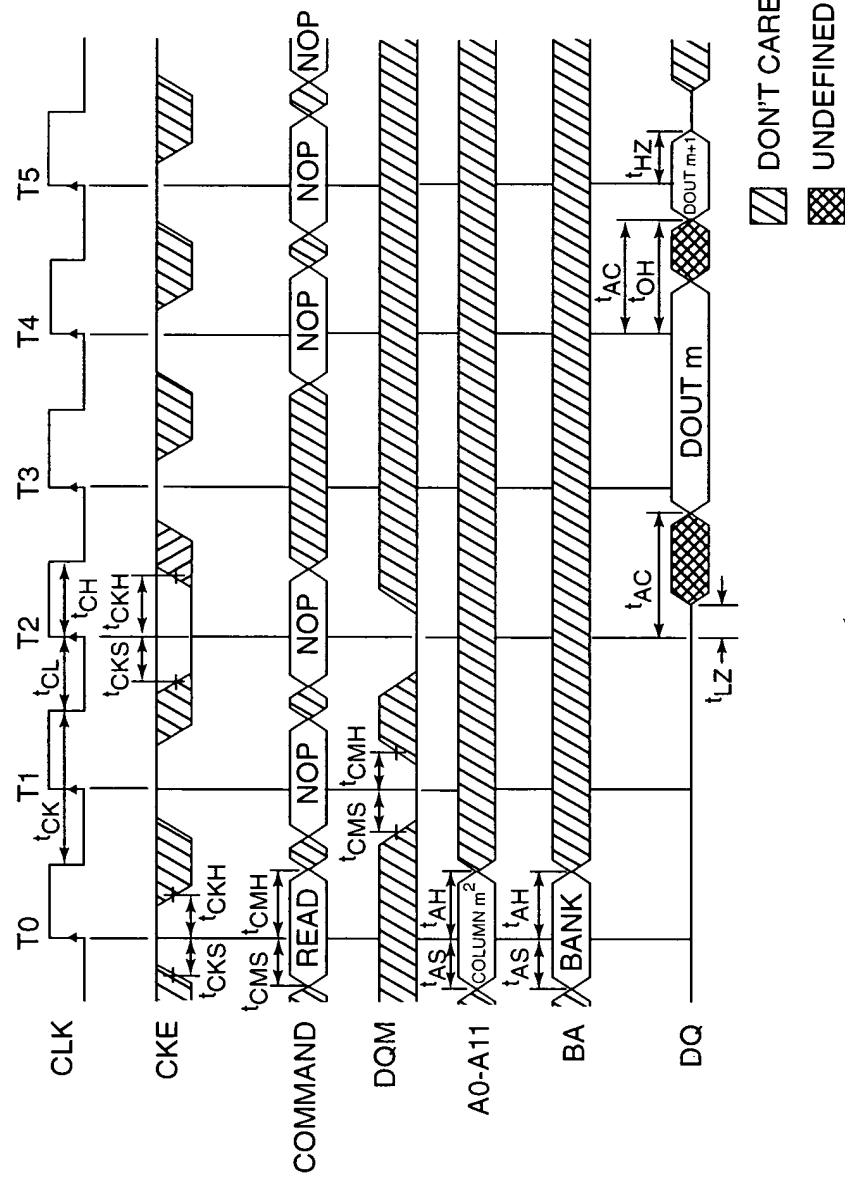 T0 T1 T2 T3 T4 T5
CLK
tCK tCL tCH
CKE
tCKS tCKH tCKS tCKH
tCMS tCMH
COMMAND READ NOP NOP NOP NOP NOP
tCMS tCMH
DQM
tAS tAH
A0-A11 COLUMN m2
tAS tAH
BA BANK
tAC tAC tOH tHZ
DQ DOUT m DOUT m+1
tLZ
DON'T CARE
UNDEFINED